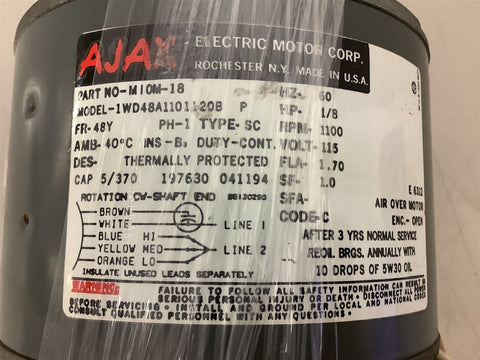 AJAX ELECTRIC MOTOR CORP.
ROCHESTER N.Y. MADE IN U.S.A.
PART NO-M10M-18 HZ- 60
MODEL-1WD48A1101120B P HP- 1/8
FR-48Y PH-1 TYPE-SC RPM- 1100
AMB-40°C INS-B DUTY-CONT. VOLT-115
DES- THERMALLY PROTECTED FLA- 1.70
CAP 5/370 197630 041194 SF- 1.0
ROTATION CW-SHAFT END SFA- E 6312
AIR OVER MOTOR
CODE-C ENC.-OPEN
BROWN
WHITE LINE 1
BLUE HI
YELLOW MED LINE 2
ORANGE LO
INSULATE UNUSED LEADS SEPARATELY
AFTER 3 YRS NORMAL SERVICE
REOIL BRGS. ANNUALLY WITH
10 DROPS OF 5W30 OIL
WARNING: FAILURE TO FOLLOW ALL SAFETY INFORMATION CAN RESULT IN
SERIOUS PERSONAL INJURY OR DEATH • DISCONNECT ALL POWER
BEFORE SERVICING • INSTALL AND GROUND PER LOCAL AND NATIONAL CODES
CONSULT QUALIFIED PERSONNEL WITH ANY QUESTIONS